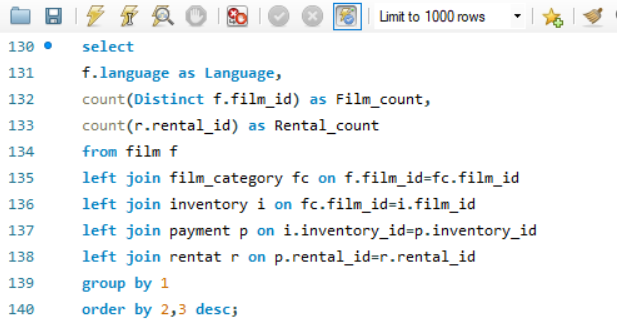 Limit to 1000 rows
130 select
131 f.language as Language,
132 count(Distinct f.film_id) as Film_count,
133 count(r.rental_id) as Rental_count
134 from film f
135 left join film_category fc on f.film_id=fc.film_id
136 left join inventory i on fc.film_id=i.film_id
137 left join payment p on i.inventory_id=p.inventory_id
138 left join rentat r on p.rental_id=r.rental_id
139 group by 1
140 order by 2,3 desc;